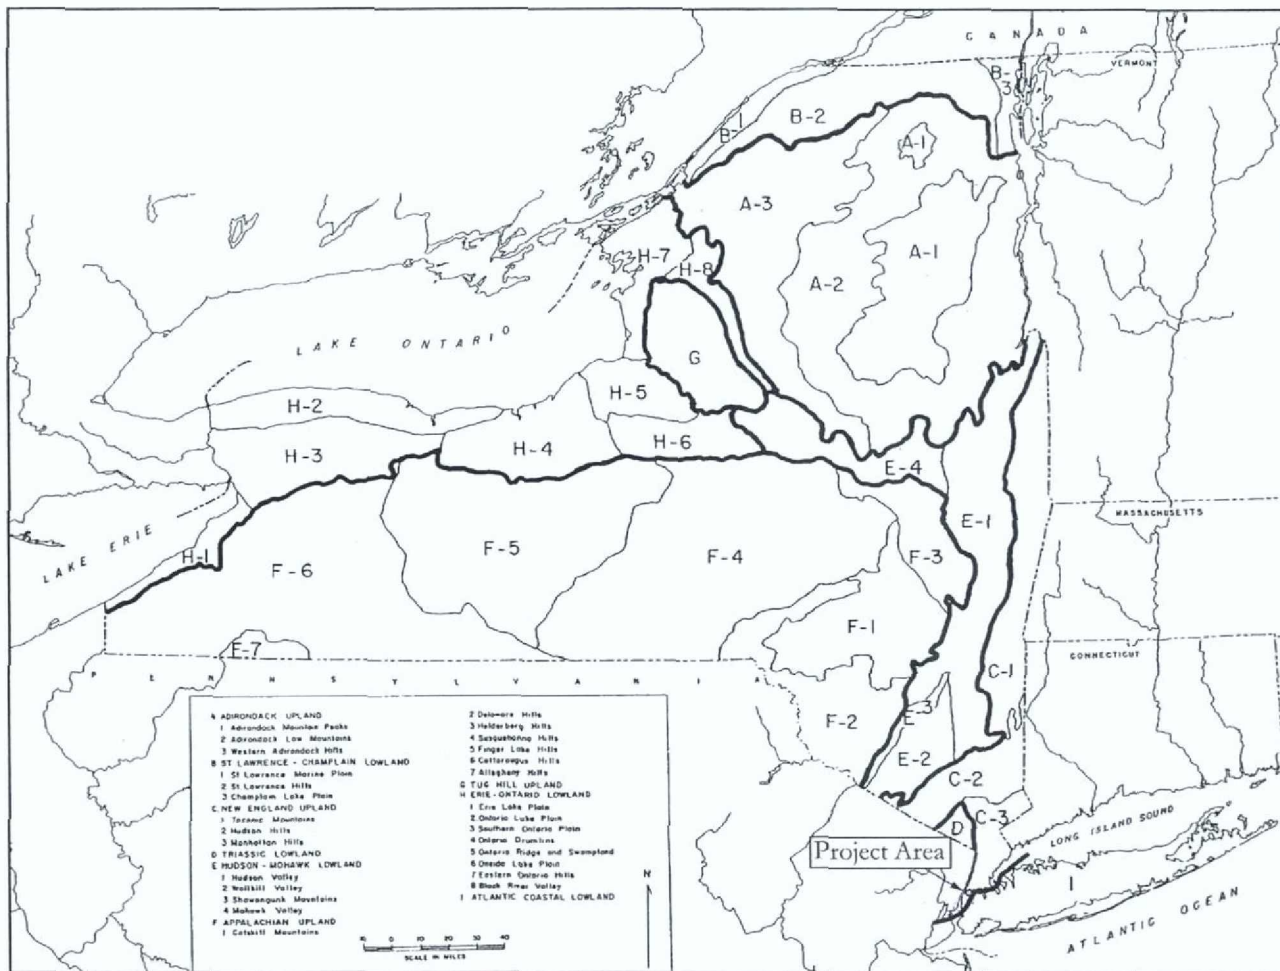 CANADA
VERMONT
B-3
B-1
B-2
A-1
A-3
A-1
H-7
H-8
A-2
LAKE ONTARIO
G
H-2
H-5
H-3
H-4
H-6
E-4
LAKE ERIE
H-1
F-6
F-5
F-4
F-3
E-1
MASSACHUSETTS
F-7
F-1
C-1
CONNECTICUT
PENNSYLVANIA
F-2
E-3
E-2
C-2
C-3
D
LONG ISLAND SOUND
Project Area
I
ATLANTIC OCEAN
A ADIRONDACK UPLAND
1 Adirondack Mountain Peaks
2 Adirondack Low Mountains
3 Western Adirondack Hills
B ST LAWRENCE - CHAMPLAIN LOWLAND
1 St Lawrence Marine Plain
2 St Lawrence Hills
3 Champlain Lake Plain
C NEW ENGLAND UPLAND
1 Taconic Mountains
2 Hudson Hills
3 Manhattan Hills
D TRIASSIC LOWLAND
E HUDSON - MOHAWK LOWLAND
1 Hudson Valley
2 Wallkill Valley
3 Shawangunk Mountains
4 Mohawk Valley
F APPALACHIAN UPLAND
1 Catskill Mountains
2 Delaware Hills
3 Helderberg Hills
4 Susquehanna Hills
5 Finger Lake Hills
6 Cattaraugus Hills
7 Allegheny Hills
G TUG HILL UPLAND
H ERIE-ONTARIO LOWLAND
1 Erie Lake Plain
2 Ontario Lake Plain
3 Southern Ontario Plain
4 Ontario Drumlins
5 Ontario Ridge and Swampland
6 Oneida Lake Plain
7 Eastern Ontario Hills
8 Black River Valley
I ATLANTIC COASTAL LOWLAND
N
10 0 10 20 30 40
SCALE IN MILES